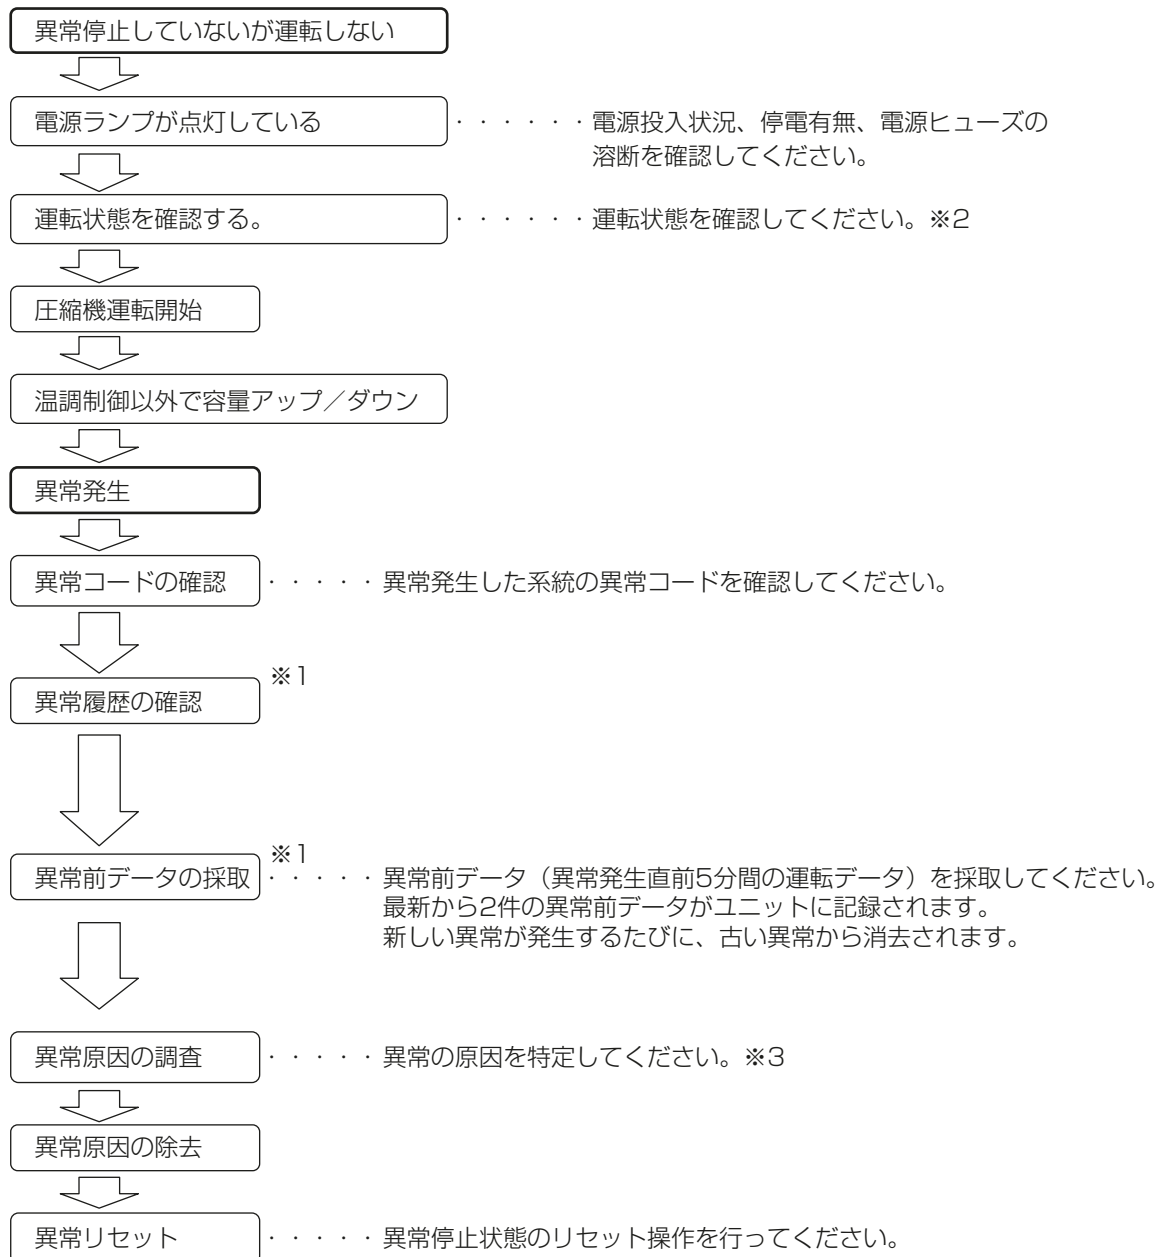 異常停止していないが運転しない
電源ランプが点灯している ・・・・・・電源投入状況、停電有無、電源ヒューズの
溶断を確認してください。
運転状態を確認する。 ・・・・・・運転状態を確認してください。※2
圧縮機運転開始
温調制御以外で容量アップ／ダウン
異常発生
異常コードの確認 ・・・・・異常発生した系統の異常コードを確認してください。
※1
異常履歴の確認
※1
異常前データの採取 ・・・・・異常前データ（異常発生直前5分間の運転データ）を採取してください。
最新から2件の異常前データがユニットに記録されます。
新しい異常が発生するたびに、古い異常から消去されます。
異常原因の調査 ・・・・・異常の原因を特定してください。※3
異常原因の除去
異常リセット ・・・・・異常停止状態のリセット操作を行ってください。